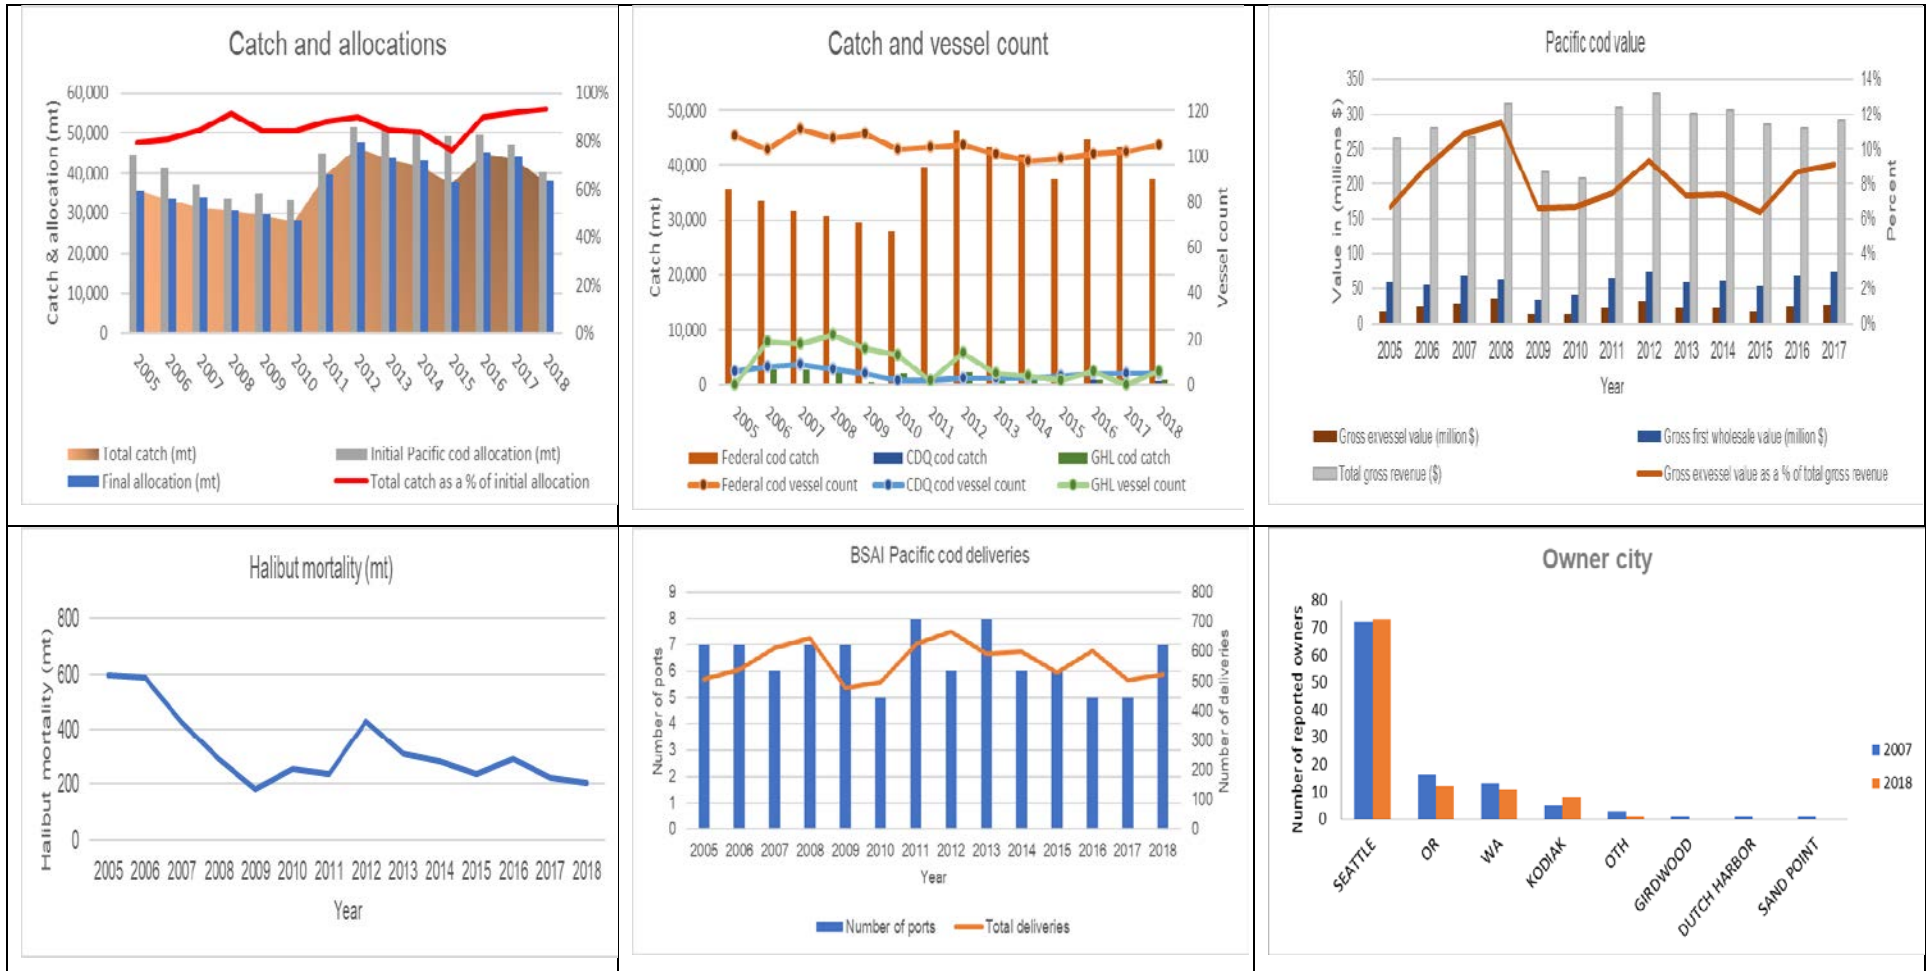 Catch and allocations
Catch & allocation (mt)
60,000
50,000
40,000
30,000
20,000
10,000
0
100%
80%
60%
40%
20%
0%
2005 2006 2007 2008 2009 2010 2011 2012 2013 2014 2015 2016 2017 2018
Total catch (mt) Initial Pacific cod allocation (mt)
Final allocation (mt) Total catch as a % of initial allocation
Catch and vessel count
Catch (mt)
50,000
40,000
30,000
20,000
10,000
0
120
100
80
60
40
20
0
Vessel count
2005 2006 2007 2008 2009 2010 2011 2012 2013 2014 2015 2016 2017 2018
Federal cod catch CDQ cod catch GHL cod catch
Federal cod vessel count CDQ cod vessel count GHL vessel count
Pacific cod value
Value in (millions $)
350
300
250
200
150
100
50
0
14%
12%
10%
8%
6%
4%
2%
0%
Percent
2005 2006 2007 2008 2009 2010 2011 2012 2013 2014 2015 2016 2017
Year
Gross exvessel value (million $) Gross first wholesale value (million $)
Total gross revenue ($) Gross exvessel value as a % of total gross revenue
Halibut mortality (mt)
Halibut mortality (mt)
800
600
400
200
0
2005 2006 2007 2008 2009 2010 2011 2012 2013 2014 2015 2016 2017 2018
Year
BSAI Pacific cod deliveries
Number of ports
9
8
7
6
5
4
3
2
1
0
800
700
600
500
400
300
200
100
0
Number of deliveries
2005 2006 2007 2008 2009 2010 2011 2012 2013 2014 2015 2016 2017 2018
Year
Number of ports Total deliveries
Owner city
Number of reported owners
80
70
60
50
40
30
20
10
0
SEATTLE OR WA KODIAK OTH GIRDWOOD DUTCH HARBOR SAND POINT
2007
2018